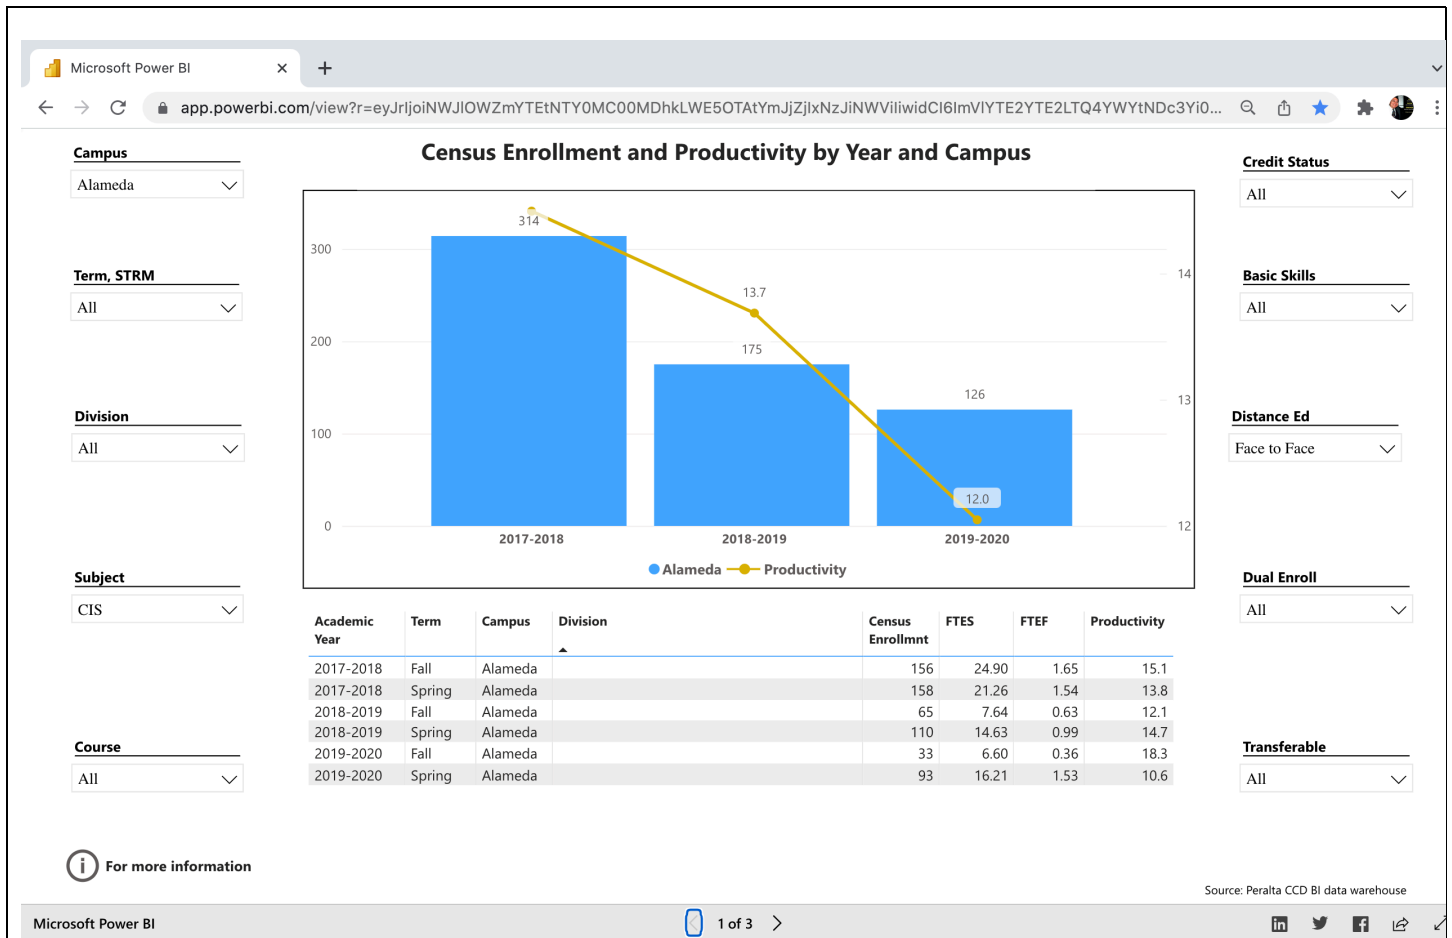 Microsoft Power BI
app.powerbi.com/view?r=eyJrIjoiNWJlOWZmYTEtNTY0MC00MDhkLWE5OTAtYmJjZjIxNzJiNWViIiwidCI6ImVlYTE2YTE2LTQ4YWYtNDc3Yi0...
Census Enrollment and Productivity by Year and Campus
Campus
Alameda
Term, STRM
All
Division
All
Subject
CIS
Course
All
Credit Status
All
Basic Skills
All
Distance Ed
Face to Face
Dual Enroll
All
Transferable
All
300
200
100
0
14
13
12
314
13.7
175
126
12.0
2017-2018 2018-2019 2019-2020
Alameda Productivity
Academic Year Term Campus Division Census Enrollmnt FTES FTEF Productivity
2017-2018 Fall Alameda 156 24.90 1.65 15.1
2017-2018 Spring Alameda 158 21.26 1.54 13.8
2018-2019 Fall Alameda 65 7.64 0.63 12.1
2018-2019 Spring Alameda 110 14.63 0.99 14.7
2019-2020 Fall Alameda 33 6.60 0.36 18.3
2019-2020 Spring Alameda 93 16.21 1.53 10.6
For more information
Source: Peralta CCD BI data warehouse
Microsoft Power BI
1 of 3